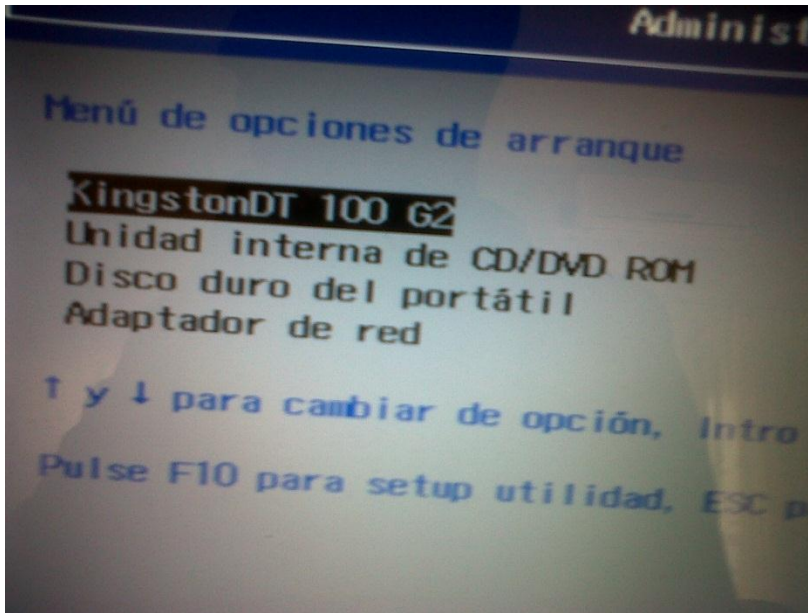 Menú de opciones de arranque
KingstonDT 100 G2
Unidad interna de CD/DVD ROM
Disco duro del portátil
Adaptador de red
↑ y ↓ para cambiar de opción, Intro
Pulse F10 para setup utilidad, ESC